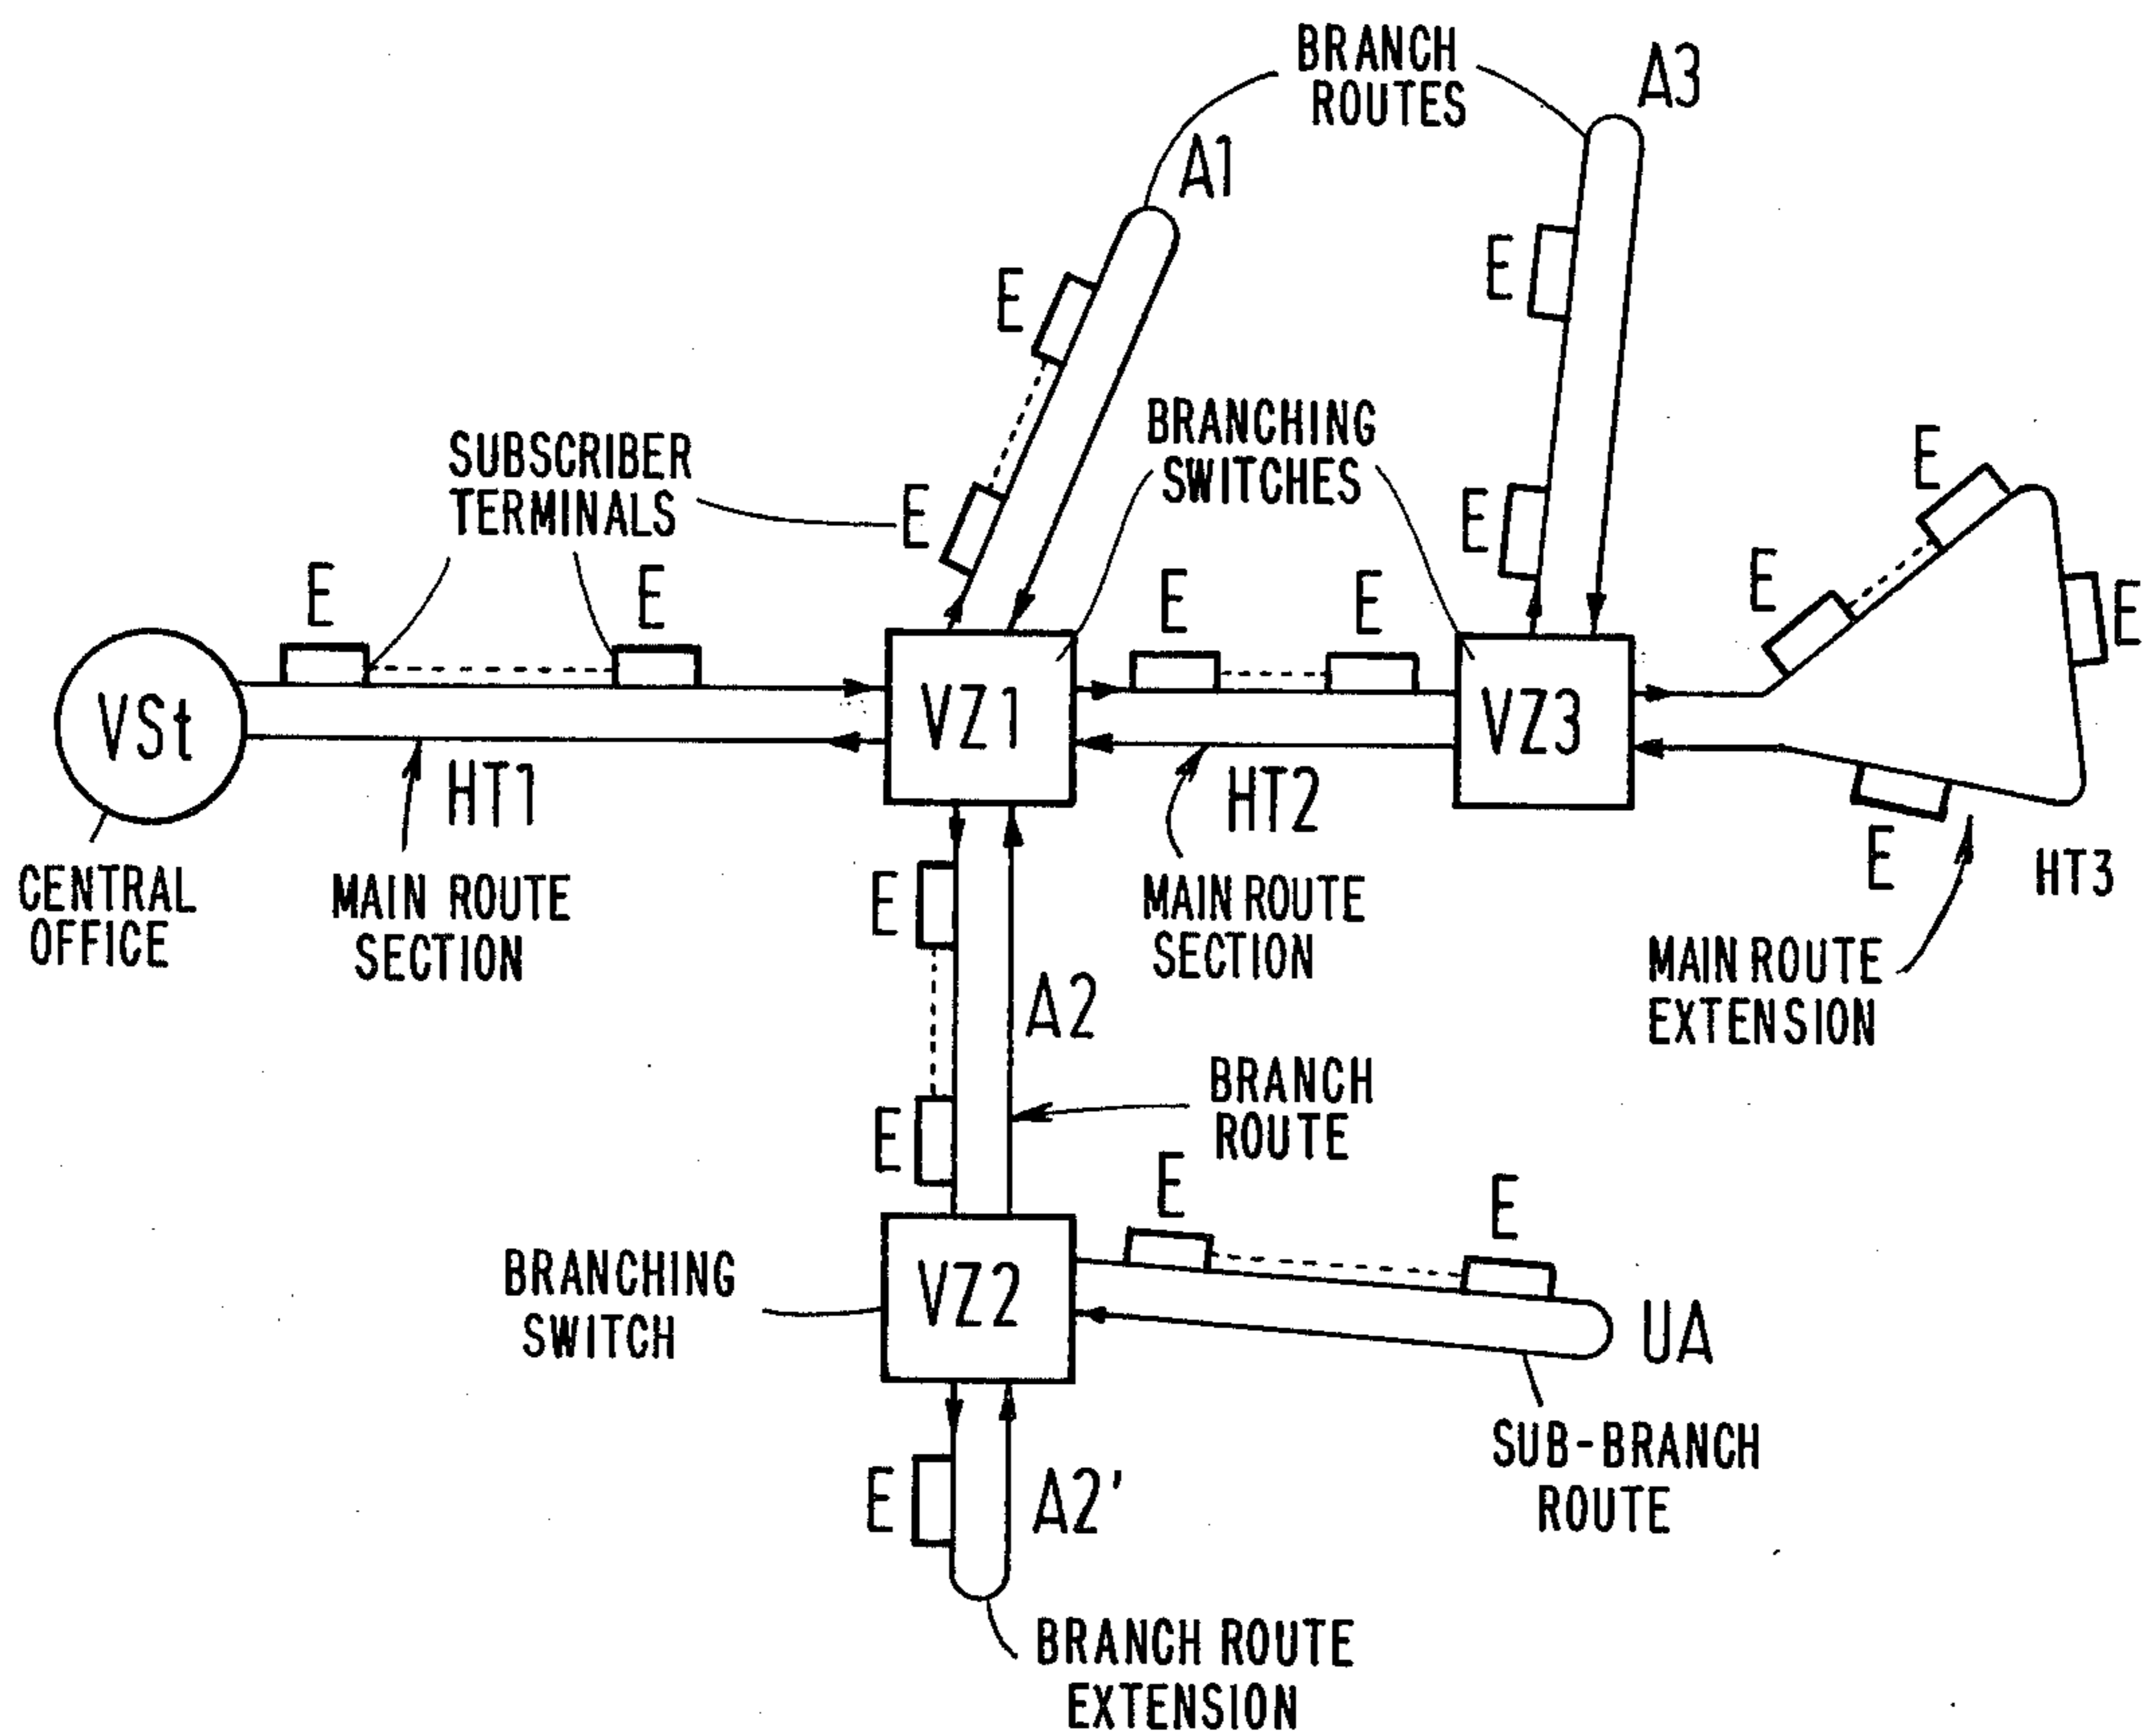 BRANCH
ROUTES
A3
A1
E
E
BRANCHING
SWITCHES
SUBSCRIBER
TERMINALS
E
E
E
E
E
E
E
E
E
E
VSt
VZ1
VZ3
HT1
HT2
E
HT3
CENTRAL
OFFICE
MAIN ROUTE
SECTION
E
MAIN ROUTE
SECTION
MAIN ROUTE
EXTENSION
A2
BRANCH
ROUTE
E
E
E
BRANCHING
SWITCH
VZ2
UA
SUB-BRANCH
ROUTE
E
A2'
BRANCH ROUTE
EXTENSION